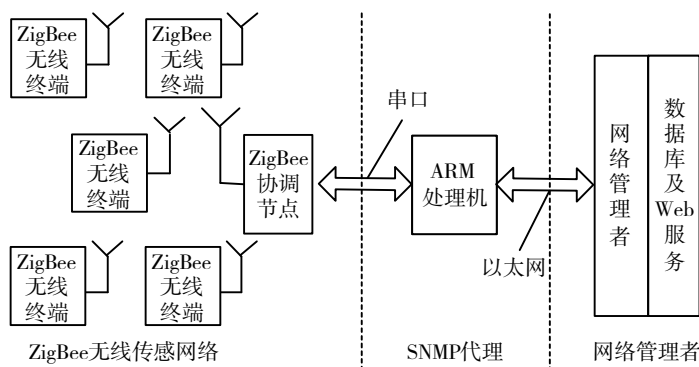 ZigBee
无线
终端
ZigBee
无线
终端
ZigBee
无线
终端
ZigBee
协调
节点
ZigBee
无线
终端
ZigBee
无线
终端
串口
ARM
处理机
以太网
网络管理者
数据库及Web服务
ZigBee无线传感网络
SNMP代理
网络管理者